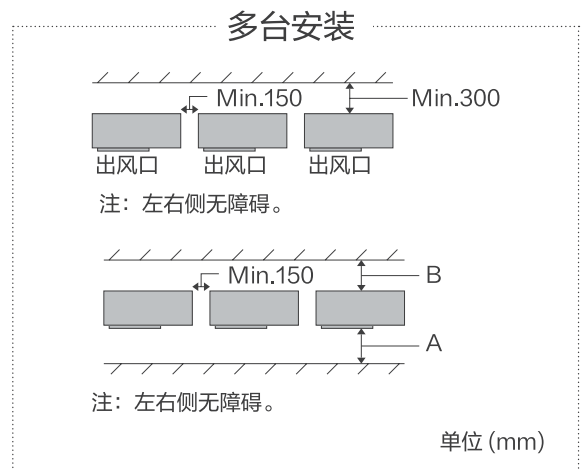 多台安装
Min.150
Min.300
出风口 出风口 出风口
注：左右侧无障碍。
Min.150
B
A
注：左右侧无障碍。
单位 (mm)